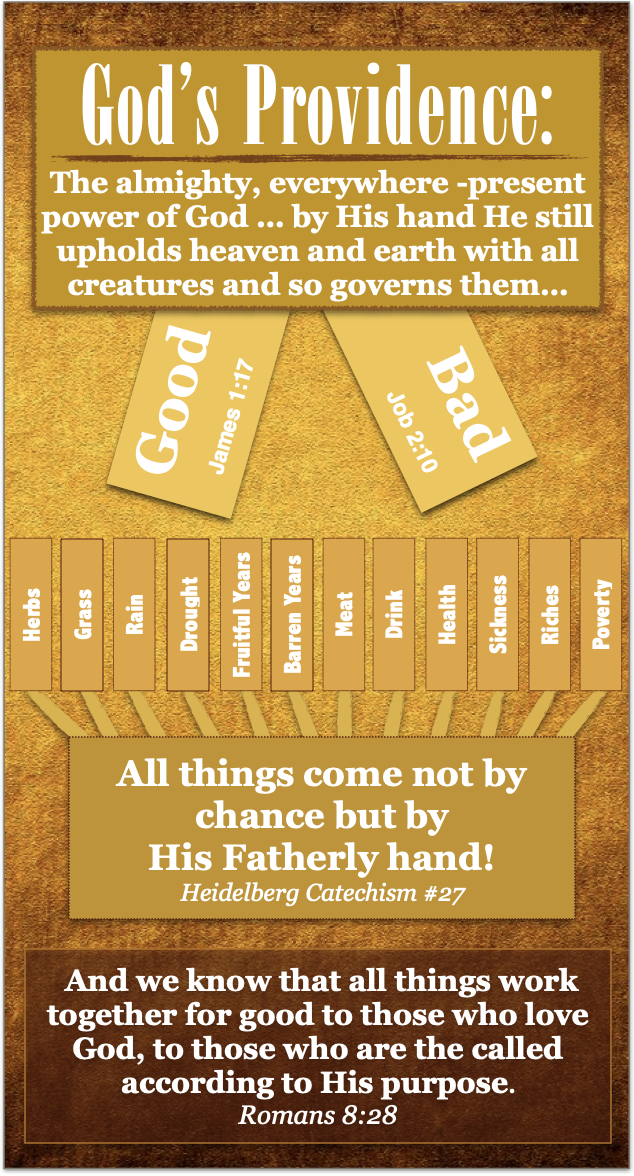 God's Providence:
The almighty, everywhere -present
power of God ... by His hand He still
upholds heaven and earth with all
creatures and so governs them...
Good
James 1:17
Bad
Job 2:10
Herbs
Grass
Rain
Drought
Fruitful Years
Barren Years
Meat
Drink
Health
Sickness
Riches
Poverty
All things come not by
chance but by
His Fatherly hand!
Heidelberg Catechism #27
And we know that all things work
together for good to those who love
God, to those who are the called
according to His purpose.
Romans 8:28